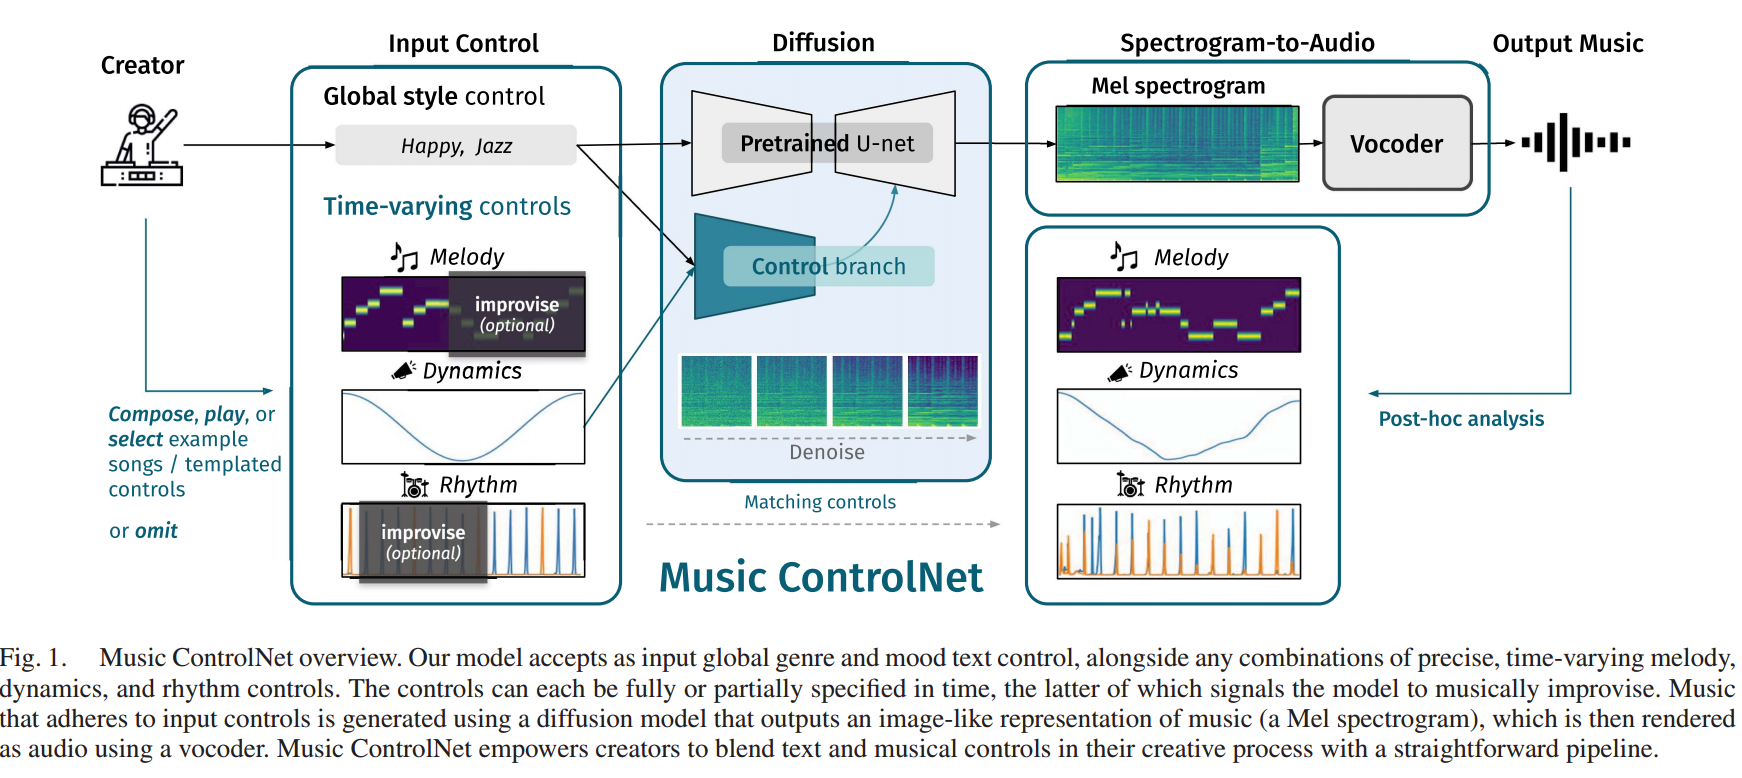 Creator
Input Control
Global style control
Happy, Jazz
Time-varying controls
Melody
improvise
(optional)
Dynamics
Rhythm
improvise
(optional)
Compose, play, or
select example
songs / templated
controls
or omit
Diffusion
Pretrained U-net
Control branch
Denoise
Matching controls
Music ControlNet
Spectrogram-to-Audio
Mel spectrogram
Vocoder
Output Music
Melody
Dynamics
Rhythm
Post-hoc analysis
Fig. 1. Music ControlNet overview. Our model accepts as input global genre and mood text control, alongside any combinations of precise, time-varying melody,
dynamics, and rhythm controls. The controls can each be fully or partially specified in time, the latter of which signals the model to musically improvise. Music
that adheres to input controls is generated using a diffusion model that outputs an image-like representation of music (a Mel spectrogram), which is then rendered
as audio using a vocoder. Music ControlNet empowers creators to blend text and musical controls in their creative process with a straightforward pipeline.